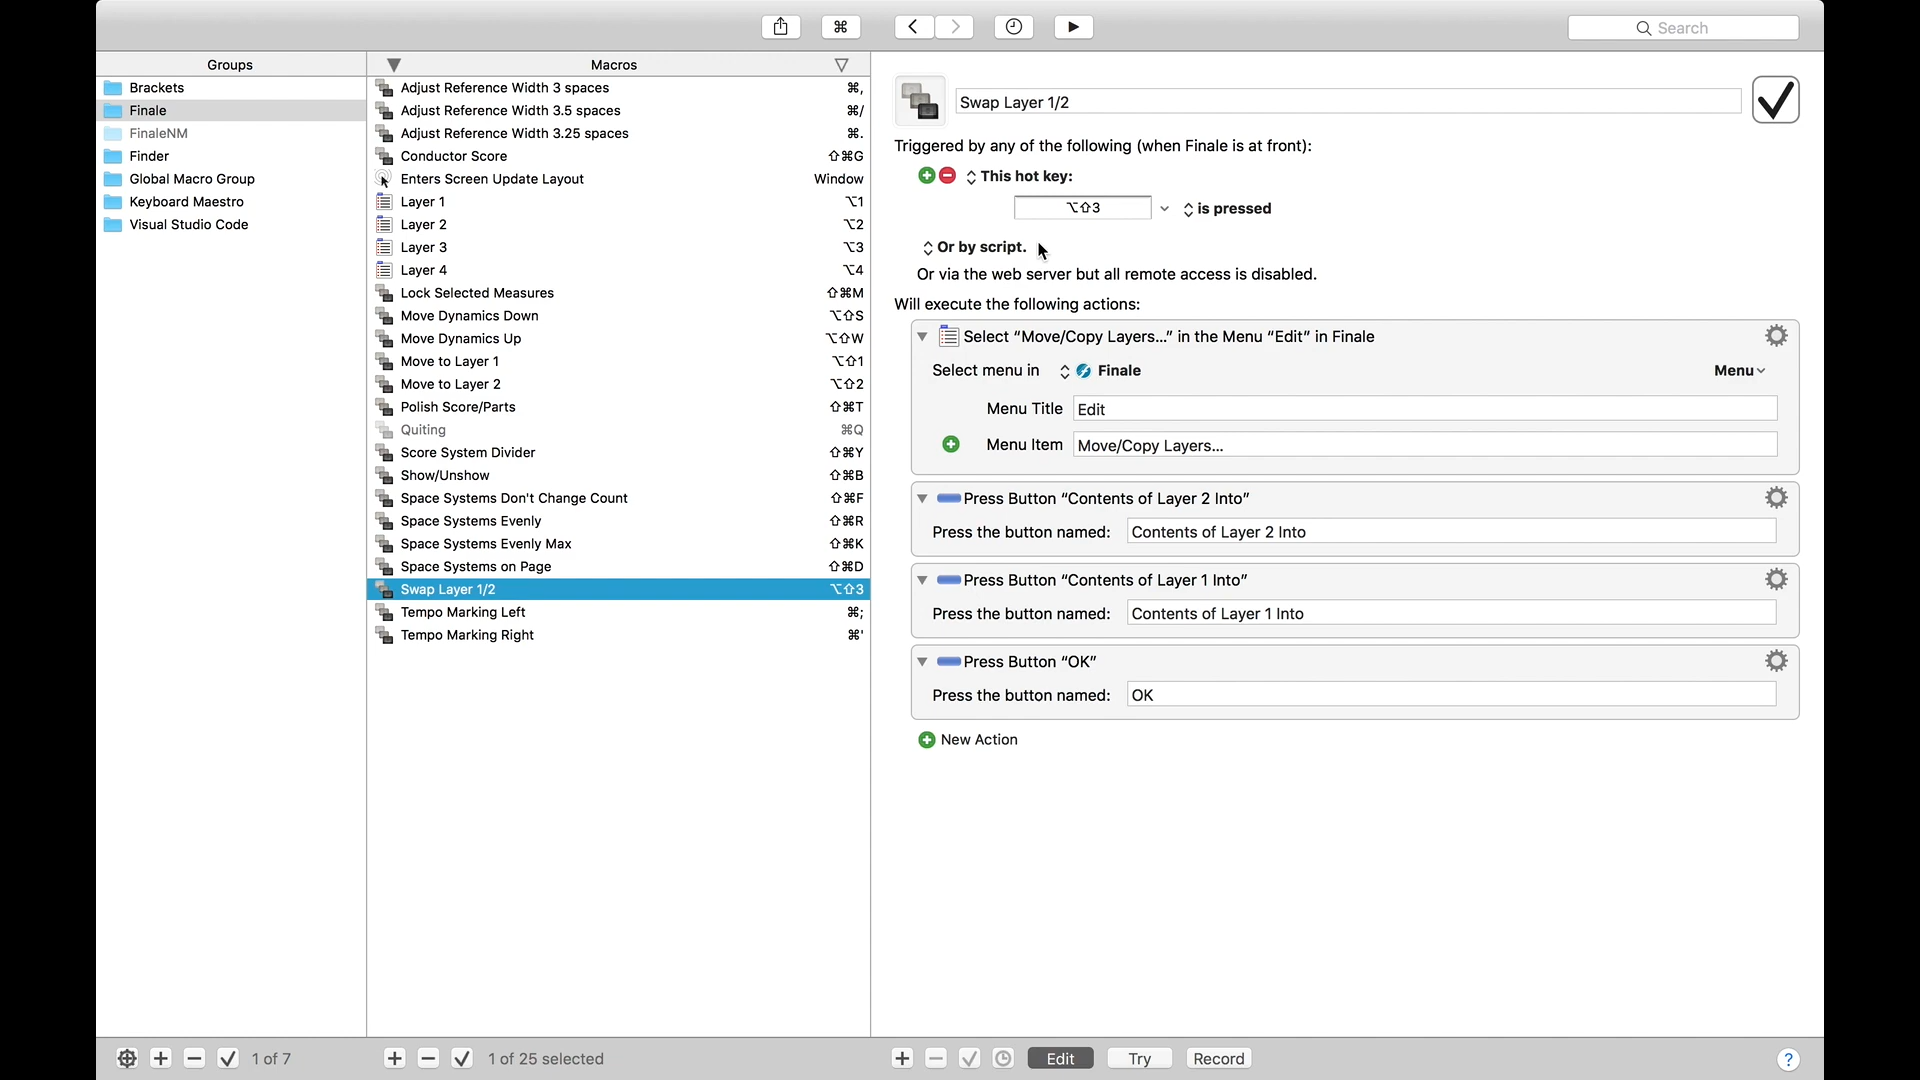 Search
Groups
Brackets
Finale
FinaleNM
Finder
Global Macro Group
Keyboard Maestro
Visual Studio Code
Macros
Adjust Reference Width 3 spaces ⌘,
Adjust Reference Width 3.5 spaces ⌘/
Adjust Reference Width 3.25 spaces ⌘.
Conductor Score ⇧⌘G
Enters Screen Update Layout Window
Layer 1 ⌥1
Layer 2 ⌥2
Layer 3 ⌥3
Layer 4 ⌥4
Lock Selected Measures ⇧⌘M
Move Dynamics Down ⌥⇧S
Move Dynamics Up ⌥⇧W
Move to Layer 1 ⌥⇧1
Move to Layer 2 ⌥⇧2
Polish Score/Parts ⇧⌘T
Quiting ⌘Q
Score System Divider ⇧⌘Y
Show/Unshow ⇧⌘B
Space Systems Don't Change Count ⇧⌘F
Space Systems Evenly ⇧⌘R
Space Systems Evenly Max ⇧⌘K
Space Systems on Page ⇧⌘D
Swap Layer 1/2 ⌥⇧3
Tempo Marking Left ⌘;
Tempo Marking Right ⌘'
Swap Layer 1/2
Triggered by any of the following (when Finale is at front):
This hot key:
⌥⇧3 is pressed
Or by script.
Or via the web server but all remote access is disabled.
Will execute the following actions:
Select “Move/Copy Layers...” in the Menu “Edit” in Finale
Select menu in Finale Menu
Menu Title Edit
Menu Item Move/Copy Layers...
Press Button “Contents of Layer 2 Into”
Press the button named: Contents of Layer 2 Into
Press Button “Contents of Layer 1 Into”
Press the button named: Contents of Layer 1 Into
Press Button “OK”
Press the button named: OK
New Action
1 of 7
1 of 25 selected
Edit Try Record ?